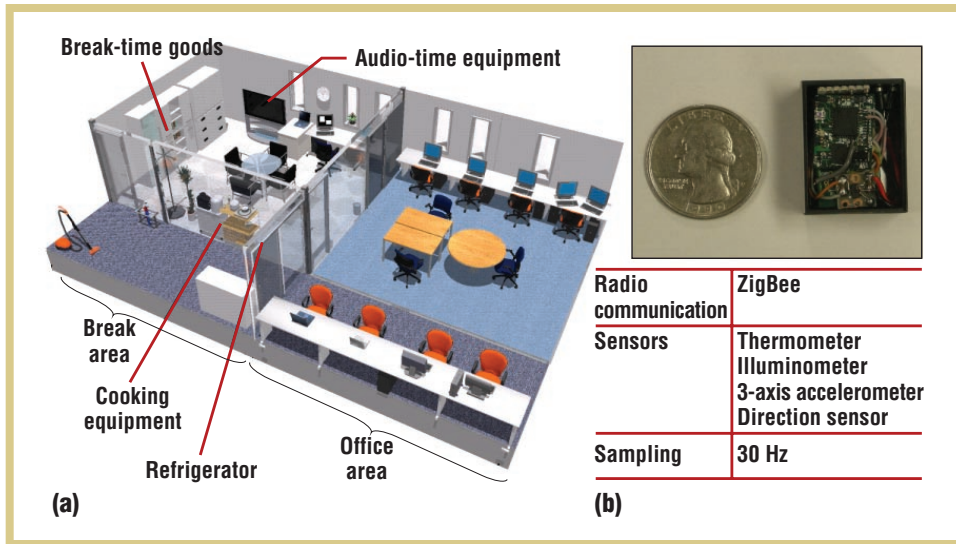 Break-time goods
Audio-time equipment
Break
area
Cooking
equipment
Refrigerator
Office
area
(a)
LIBERTY
Radio
communication
ZigBee
Sensors
Thermometer
Illuminometer
3-axis accelerometer
Direction sensor
Sampling
30 Hz
(b)